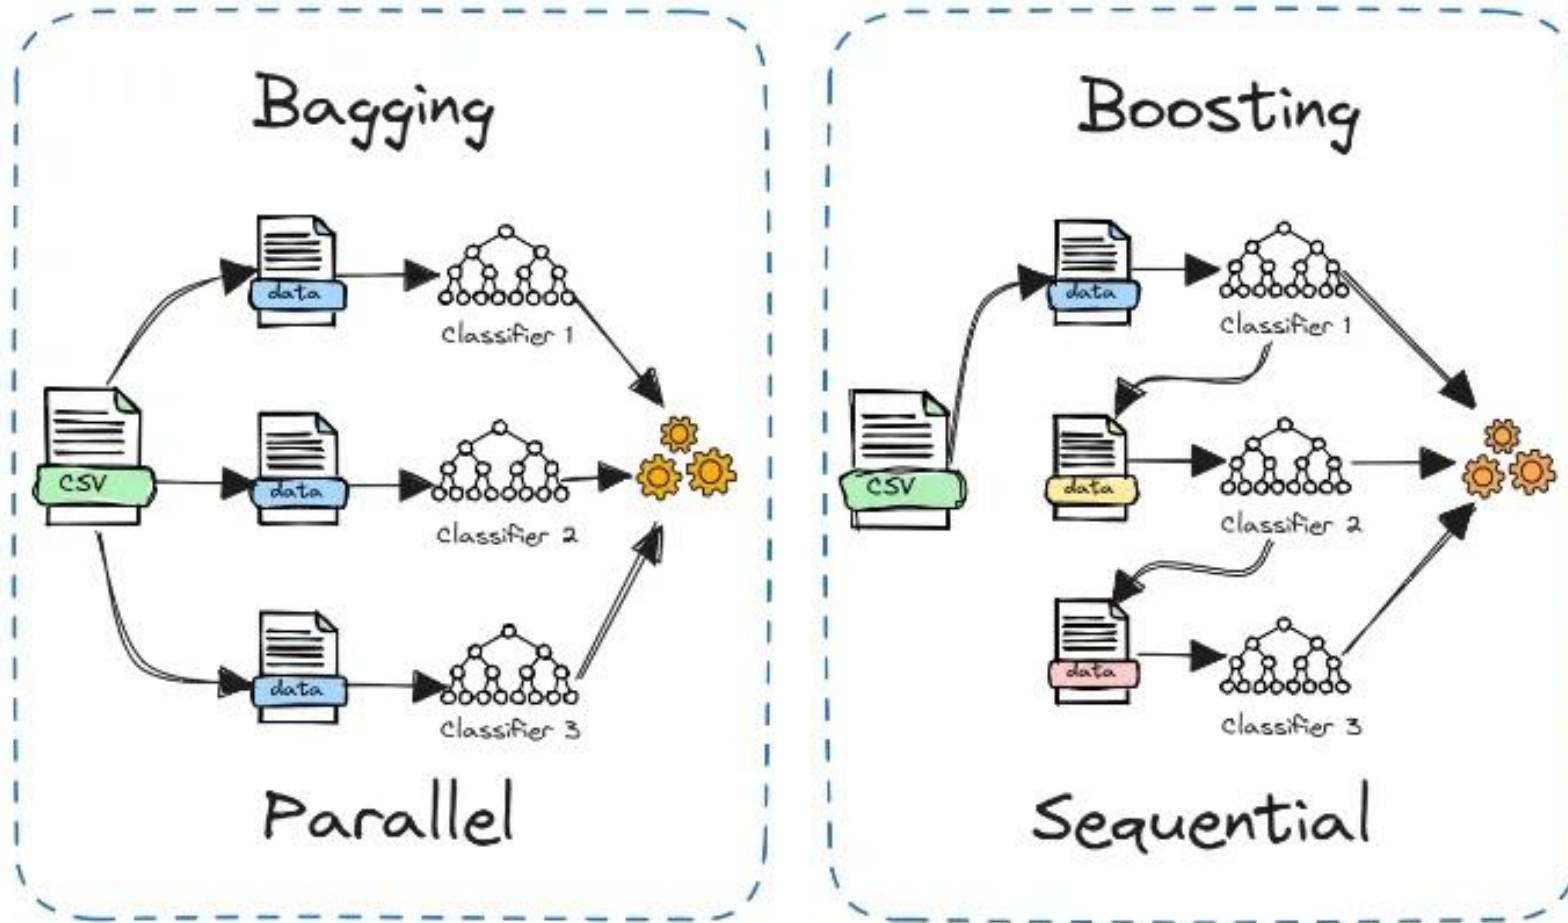 Bagging
data
Classifier 1
CSV
data
Classifier 2
data
Classifier 3
Parallel
Boosting
data
Classifier 1
CSV
data
Classifier 2
data
Classifier 3
Sequential